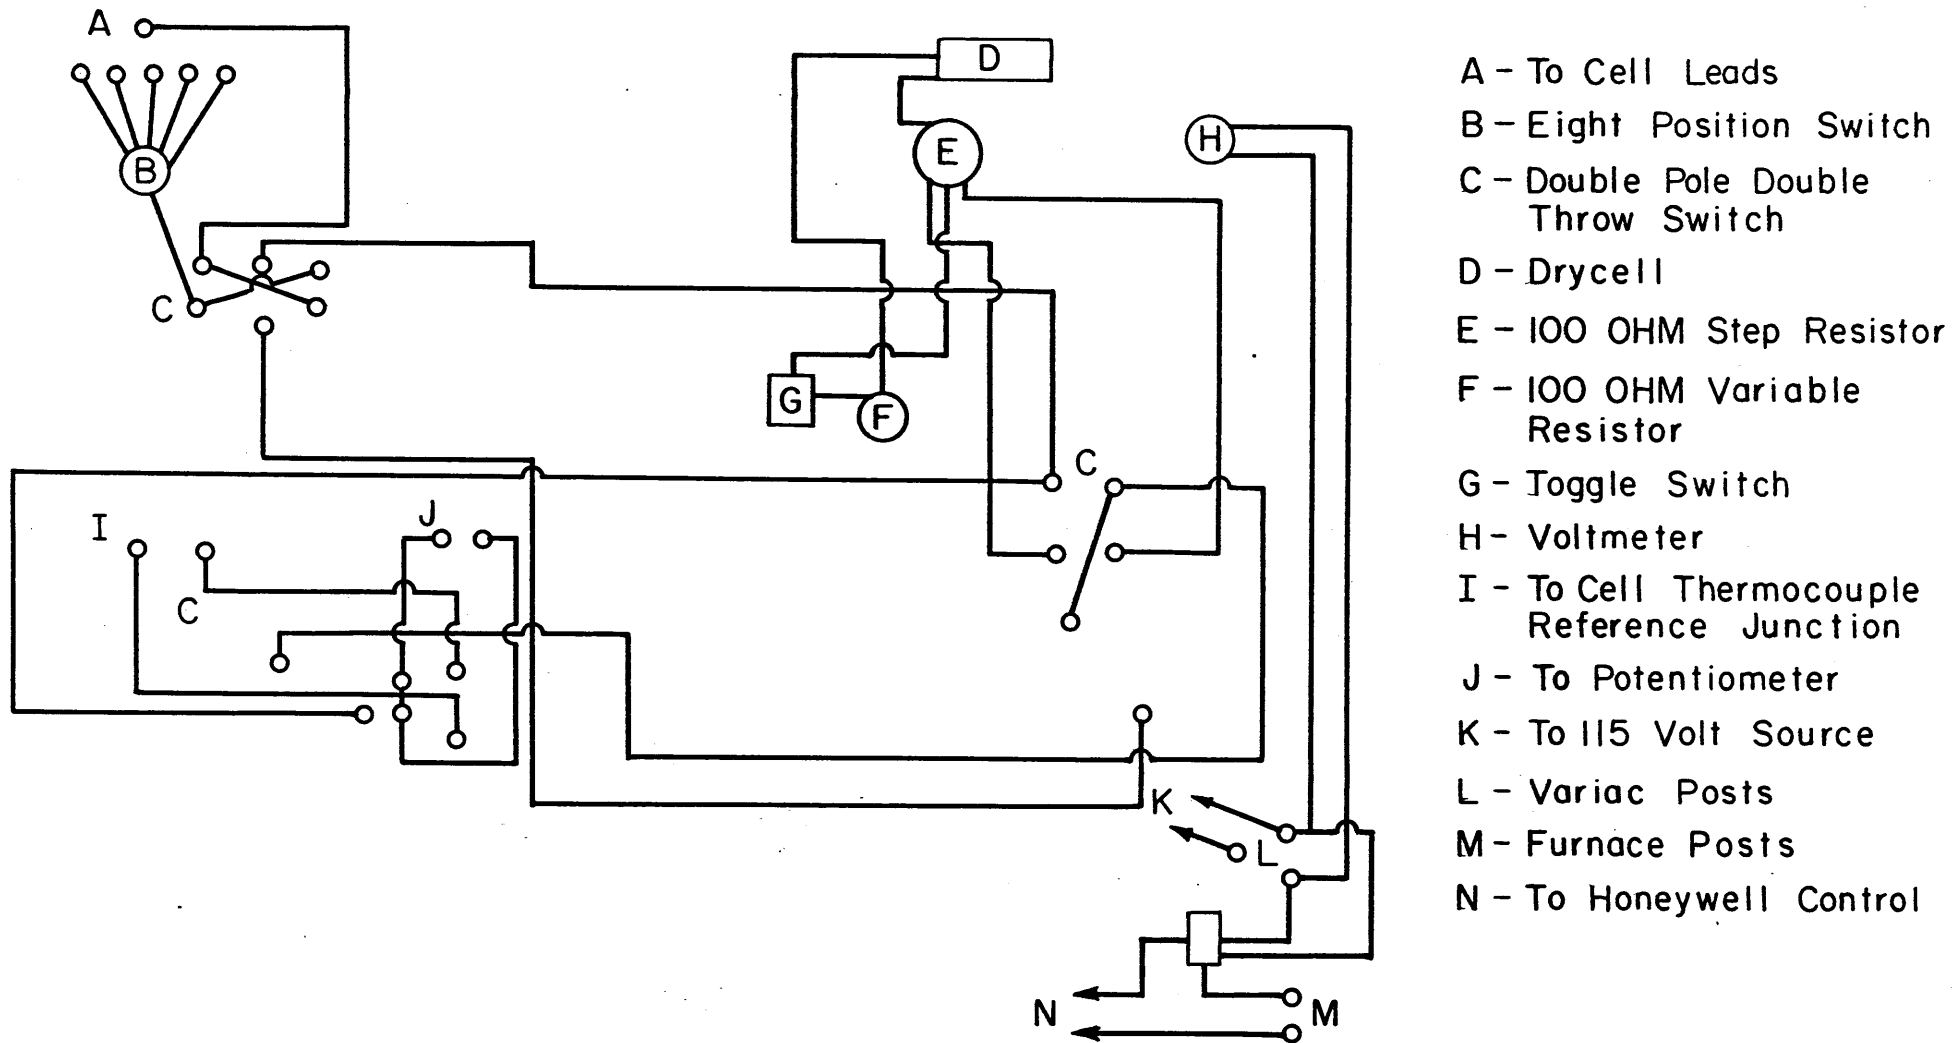 A
B
C
D
E
H
G
F
C
I
J
C
K
L
N
M
A - To Cell Leads
B - Eight Position Switch
C - Double Pole Double
Throw Switch
D - Drycell
E - 100 OHM Step Resistor
F - 100 OHM Variable
Resistor
G - Toggle Switch
H - Voltmeter
I - To Cell Thermocouple
Reference Junction
J - To Potentiometer
K - To 115 Volt Source
L - Variac Posts
M - Furnace Posts
N - To Honeywell Control